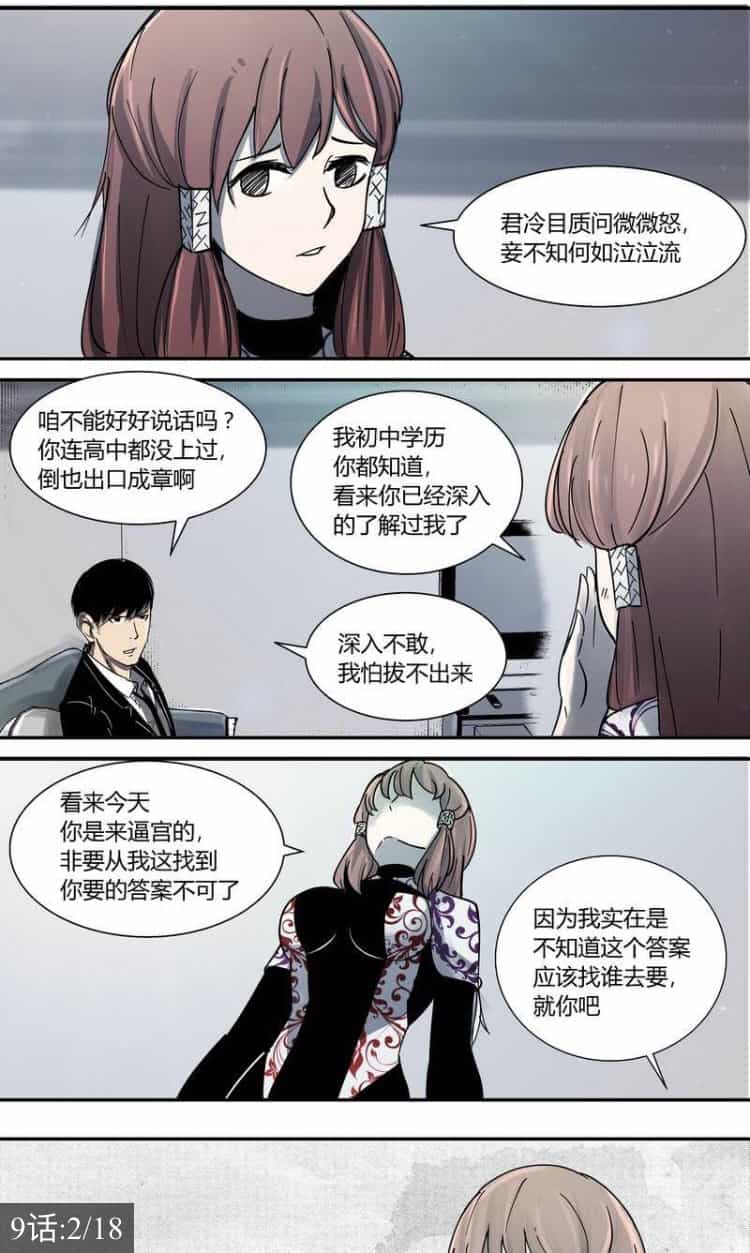 君冷目质问微微怒，
妾不知何如泣泣流
咱不能好好说话吗？
你连高中都没上过，
倒也出口成章啊
我初中学历
你都知道，
看来你已经深入
的了解过我了
深入不敢，
我怕拔不出来
看来今天
你是来逼宫的，
非要从我这找到
你要的答案不可了
因为我实在是
不知道这个答案
应该找谁去要，
就你吧
9话:2/18